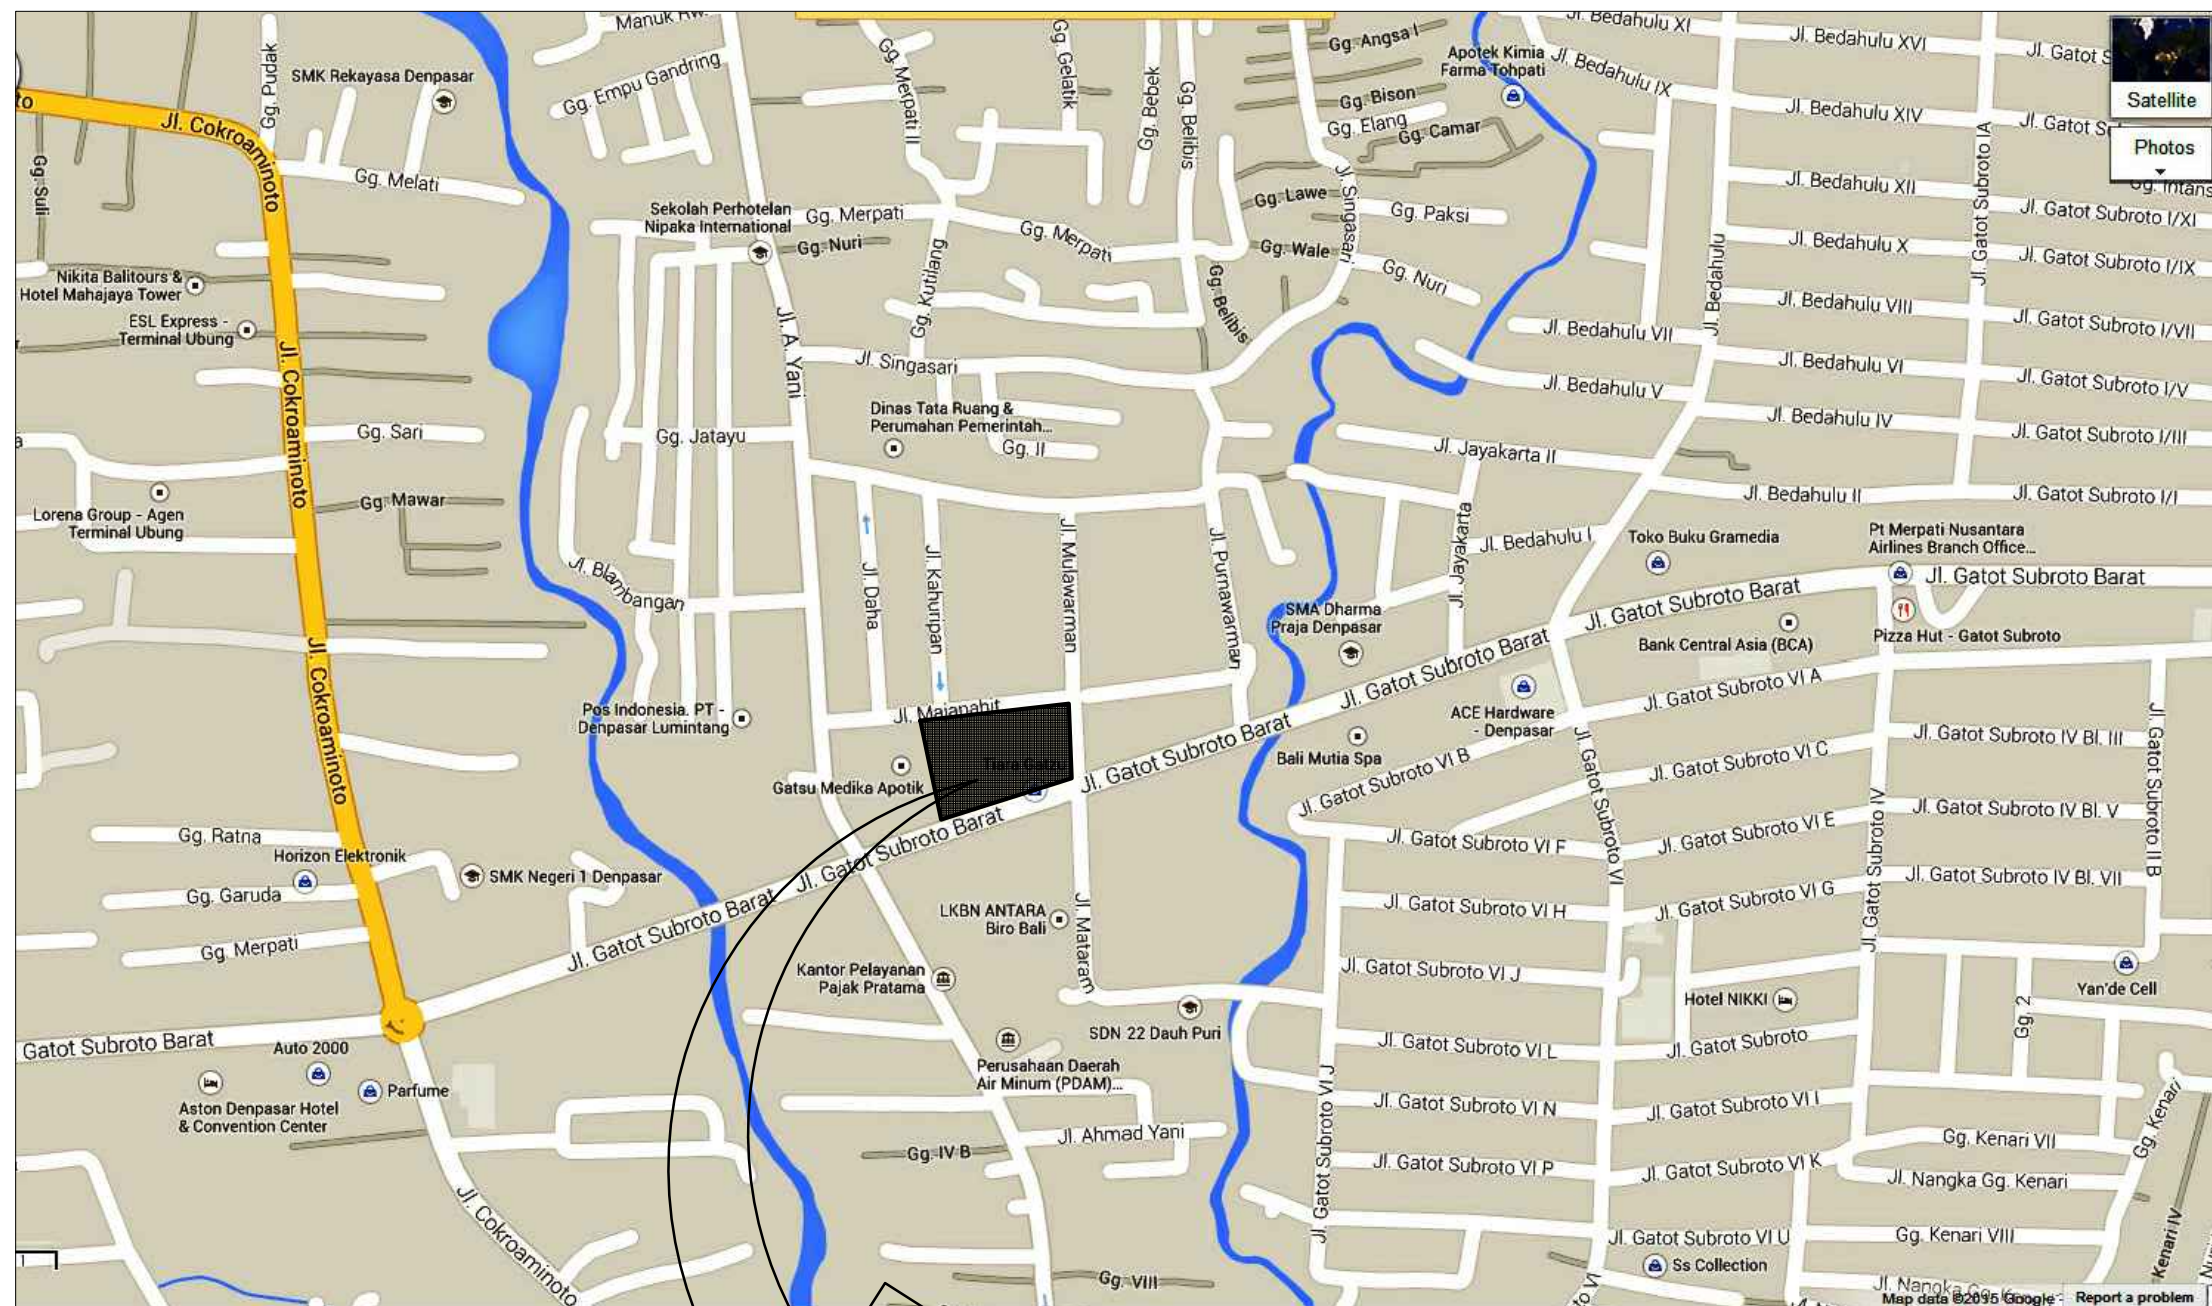 Manuk Rw.
Jl. Bedahulu XI
Jl. Bedahulu XVI
Jl. Gatot S
Satellite
Photos
Gg. Pudak
SMK Rekayasa Denpasar
Gg. Empu Gandring
Gg. Merpati II
Gg. Gelatik
Gg. Bebek
Gg. Belibis
Gg. Angsa I
Gg. Bison
Gg. Elang
Gg. Camar
Apotek Kimia
Farma Tohpati
Jl. Bedahulu IX
Jl. Bedahulu XIV
Jl. Gatot Su
to
Jl. Cokroaminoto
Gg. Suli
Gg. Melati
Sekolah Perhotelan
Nipaka International
Gg. Merpati
Gg. Nuri
Gg. Merpati
Gg. Kutilang
Gg. Lawe
Gg. Wale
Jl. Singasari
Gg. Paksi
Gg. Nuri
Jl. Bedahulu XII
Jl. Gatot Subroto IA
Gg. Intans
Jl. Gatot Subroto I/XI
Jl. Bedahulu X
Jl. Gatot Subroto I/IX
Nikita Balitours &
Hotel Mahajaya Tower
ESL Express -
Terminal Ubung
Jl. Cokroaminoto
Jl. A. Yani
Gg. Belibis
Jl. Bedahulu
Jl. Bedahulu VIII
Jl. Gatot Subroto I/VII
Jl. Bedahulu VII
Jl. Singasari
Jl. Bedahulu VI
Jl. Gatot Subroto I/V
Jl. Bedahulu V
Dinas Tata Ruang &
Perumahan Pemerintah...
Gg. II
Gg. Sari
Gg. Jatayu
Jl. Bedahulu IV
Jl. Gatot Subroto I/III
Jl. Jayakarta II
Jl. Bedahulu II
Jl. Gatot Subroto I/I
Gg. Mawar
Lorena Group - Agen
Terminal Ubung
Jl. Blambangan
Jl. Daha
Jl. Kahuripan
Jl. Mulawarman
Jl. Purnawarman
Jl. Jayakarta
Jl. Bedahulu I
Toko Buku Gramedia
Pt Merpati Nusantara
Airlines Branch Office...
Jl. Gatot Subroto Barat
Jl. Gatot Subroto Barat
SMA Dharma
Praja Denpasar
Bank Central Asia (BCA)
Pizza Hut - Gatot Subroto
Jl. Cokroaminoto
Pos Indonesia. PT -
Denpasar Lumintang
Jl. Majapahit
Jl. Gatot Subroto Barat
ACE Hardware
- Denpasar
Jl. Gatot Subroto VI A
Jl. Gatot Subroto IV Bl. III
Jl. Gatot Subroto II B
Gatsu Medika Apotik
Tiara Gatzu
Jl. Gatot Subroto Barat
Bali Mutia Spa
Jl. Gatot Subroto VI B
Jl. Gatot Subroto VI
Jl. Gatot Subroto VI C
Jl. Gatot Subroto IV
Jl. Gatot Subroto IV Bl. V
Gg. Ratna
Horizon Elektronik
Gg. Garuda
SMK Negeri 1 Denpasar
Jl. Gatot Subroto Barat
Jl. Gatot Subroto VI F
Jl. Gatot Subroto VI E
Jl. Gatot Subroto IV Bl. VII
Gg. Merpati
Jl. Gatot Subroto Barat
LKBN ANTARA
Biro Bali
Jl. Mataram
Jl. Gatot Subroto VI H
Jl. Gatot Subroto VI G
Kantor Pelayanan
Pajak Pratama
Jl. Gatot Subroto VI J
Hotel NIKKI
Yan'de Cell
SDN 22 Dauh Puri
Gg. 2
Gatot Subroto Barat
Auto 2000
Parfume
Aston Denpasar Hotel
& Convention Center
Perusahaan Daerah
Air Minum (PDAM)...
Jl. Gatot Subroto VI L
Jl. Gatot Subroto
Jl. Gatot Subroto VI J
Jl. Gatot Subroto VI N
Jl. Gatot Subroto VI I
Gg. Kenari
Gg. IV B
Jl. Ahmad Yani
Gg. Kenari VII
Jl. Gatot Subroto VI P
Jl. Gatot Subroto VI K
Jl. Nangka Gg. Kenari
Jl. Cokroaminoto
Jl. Gatot Subroto VI U
Gg. Kenari VIII
Kenari IV
Ss Collection
Gg. VIII
to VI
Jl. Nangka Gg. K
Map data ©2015 Google -
Report a problem
1